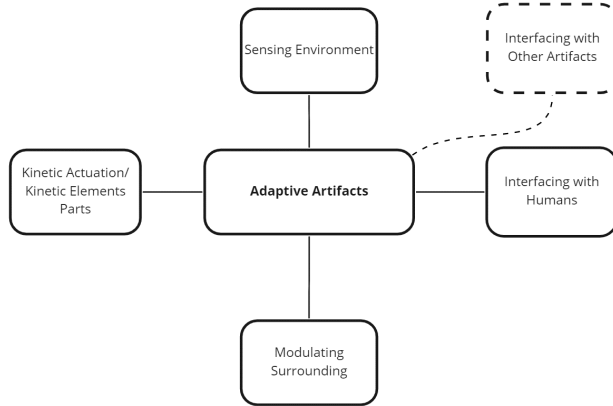 Sensing Environment
Interfacing with
Other Artifacts
Kinetic Actuation/
Kinetic Elements
Parts
Adaptive Artifacts
Interfacing with
Humans
Modulating
Surrounding